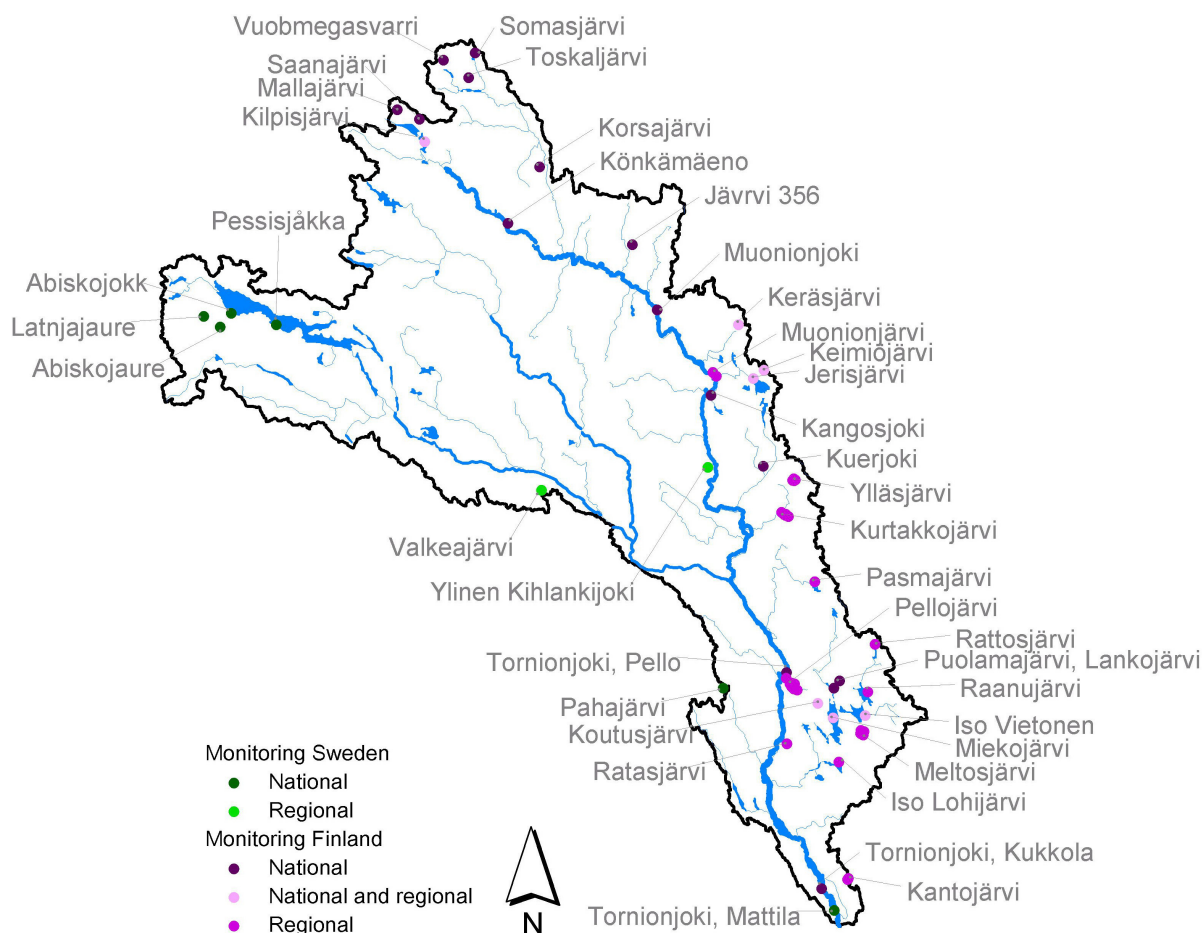 Vuobmegasvarri
Somasjärvi
Toskaljärvi
Saanajärvi
Mallajärvi
Kilpisjärvi
Korsajärvi
Könkämäeno
Jävrvi 356
Pessisjåkka
Muonionjoki
Abiskojokk
Keräsjärvi
Latnjajaure
Muonionjärvi
Keimiöjärvi
Abiskojaure
Jerisjärvi
Kangosjoki
Kuerjoki
Ylläsjärvi
Kurtakkojärvi
Valkeajärvi
Ylinen Kihlankijoki
Pasmajärvi
Pellojärvi
Rattosjärvi
Tornionjoki, Pello
Puolamajärvi, Lankojärvi
Raanujärvi
Pahajärvi
Iso Vietonen
Koutusjärvi
Miekojärvi
Ratasjärvi
Meltosjärvi
Iso Lohijärvi
Monitoring Sweden
National
Regional
Monitoring Finland
National
National and regional
Regional
N
Tornionjoki, Kukkola
Kantojärvi
Tornionjoki, Mattila